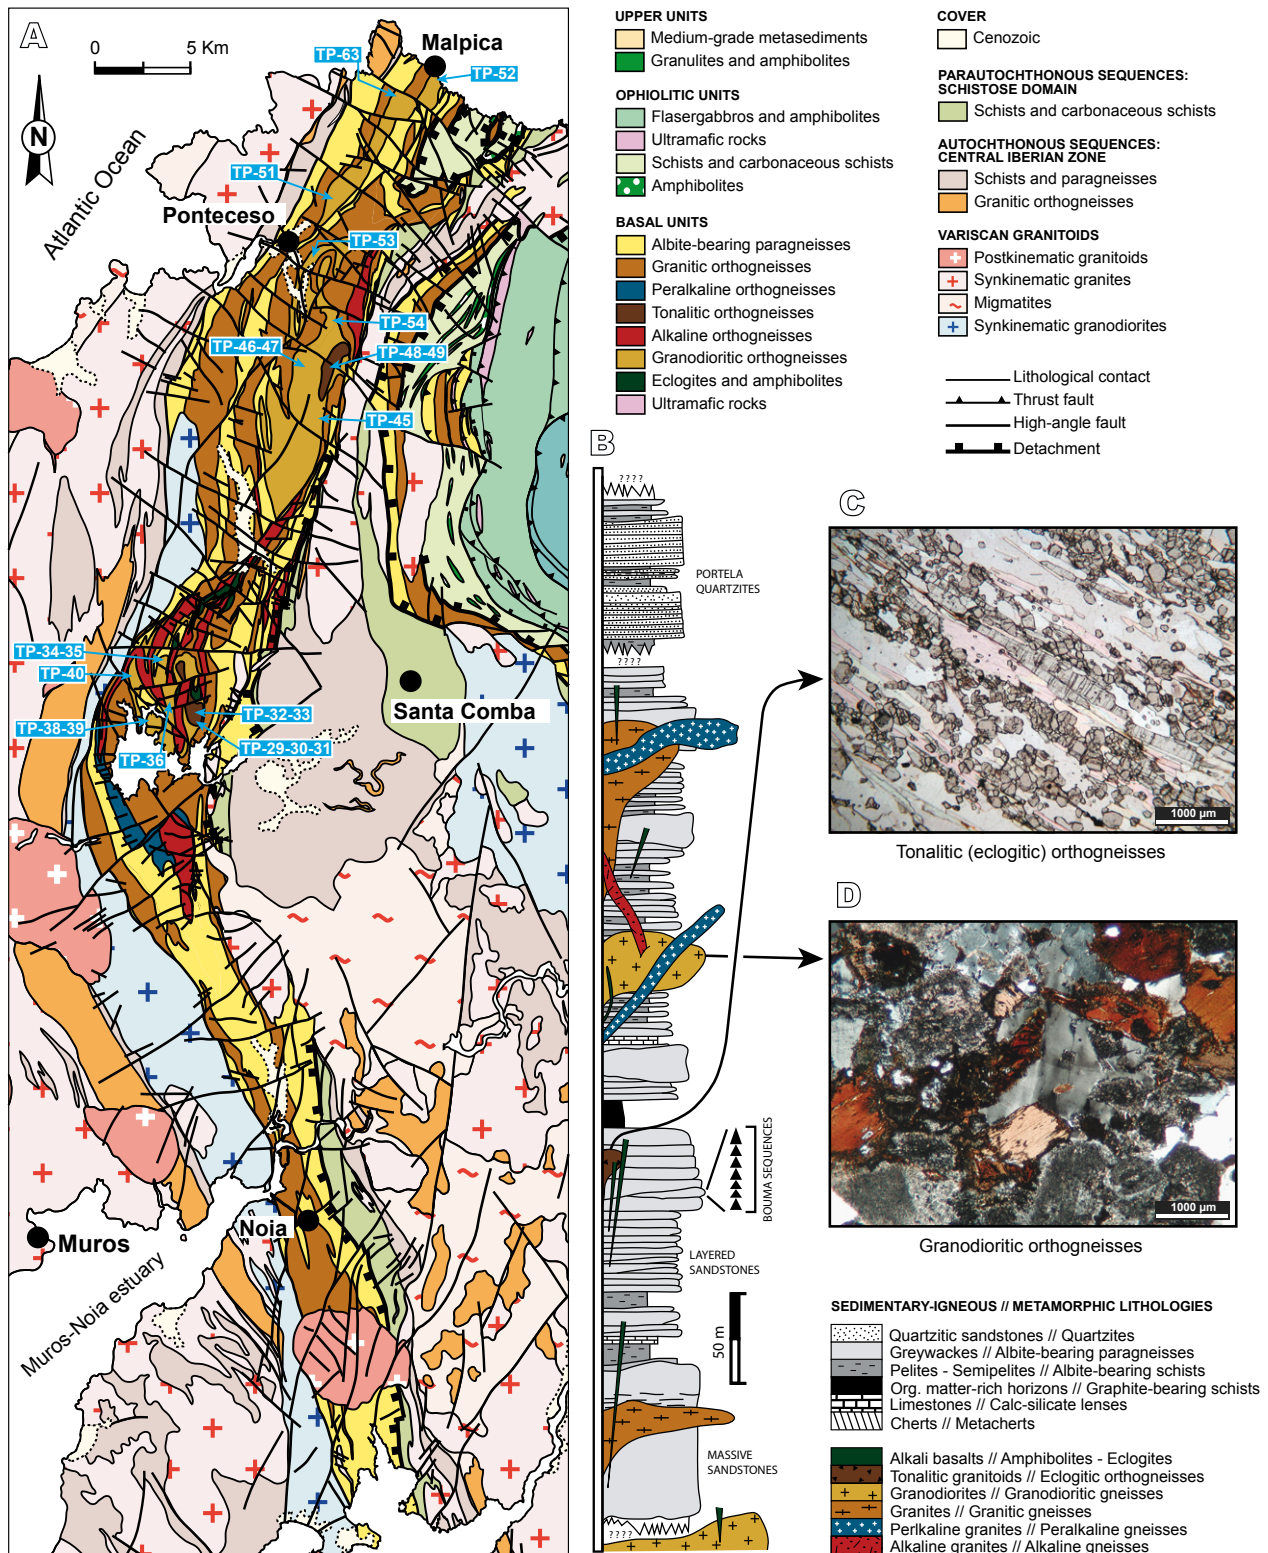 A
0 5 Km
N
Atlantic Ocean
Malpica
TP-63
TP-52
TP-51
Ponteceso
TP-53
TP-54
TP-46-47
TP-48-49
TP-45
TP-34-35
TP-40
Santa Comba
TP-32-33
TP-38-39
TP-29-30-31
TP-36
Noia
Muros
Muros-Noia estuary
UPPER UNITS
Medium-grade metasediments
Granulites and amphibolites
OPHIOLITIC UNITS
Flasergabbros and amphibolites
Ultramafic rocks
Schists and carbonaceous schists
Amphibolites
BASAL UNITS
Albite-bearing paragneisses
Granitic orthogneisses
Peralkaline orthogneisses
Tonalitic orthogneisses
Alkaline orthogneisses
Granodioritic orthogneisses
Eclogites and amphibolites
Ultramafic rocks
COVER
Cenozoic
PARAUTOCHTHONOUS SEQUENCES:
SCHISTOSE DOMAIN
Schists and carbonaceous schists
AUTOCHTHONOUS SEQUENCES:
CENTRAL IBERIAN ZONE
Schists and paragneisses
Granitic orthogneisses
VARISCAN GRANITOIDS
Postkinematic granitoids
Synkinematic granites
Migmatites
Synkinematic granodiorites
Lithological contact
Thrust fault
High-angle fault
Detachment
B
????
PORTELA
QUARTZITES
????
BOUMA SEQUENCES
LAYERED
SANDSTONES
50 m
MASSIVE
SANDSTONES
????
C
1000 µm
Tonalitic (eclogitic) orthogneisses
D
1000 µm
Granodioritic orthogneisses
SEDIMENTARY-IGNEOUS // METAMORPHIC LITHOLOGIES
Quartzitic sandstones // Quartzites
Greywackes // Albite-bearing paragneisses
Pelites - Semipelites // Albite-bearing schists
Org. matter-rich horizons // Graphite-bearing schists
Limestones // Calc-silicate lenses
Cherts // Metacherts
Alkali basalts // Amphibolites - Eclogites
Tonalitic granitoids // Eclogitic orthogneisses
Granodiorites // Granodioritic gneisses
Granites // Granitic gneisses
Perlkaline granites // Peralkaline gneisses
Alkaline granites // Alkaline gneisses